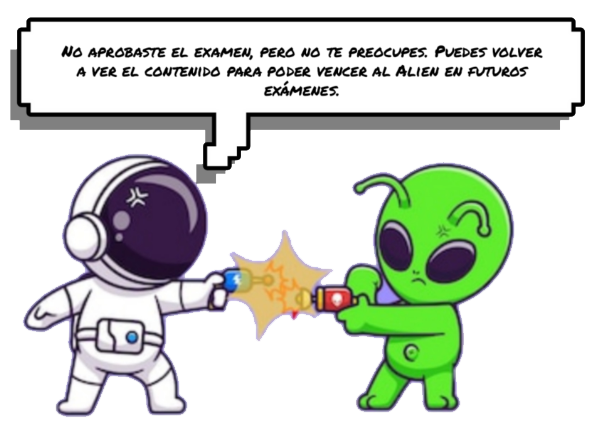 No aprobaste el examen, pero no te preocupes. Puedes volver
a ver el contenido para poder vencer al Alien en futuros
exámenes.